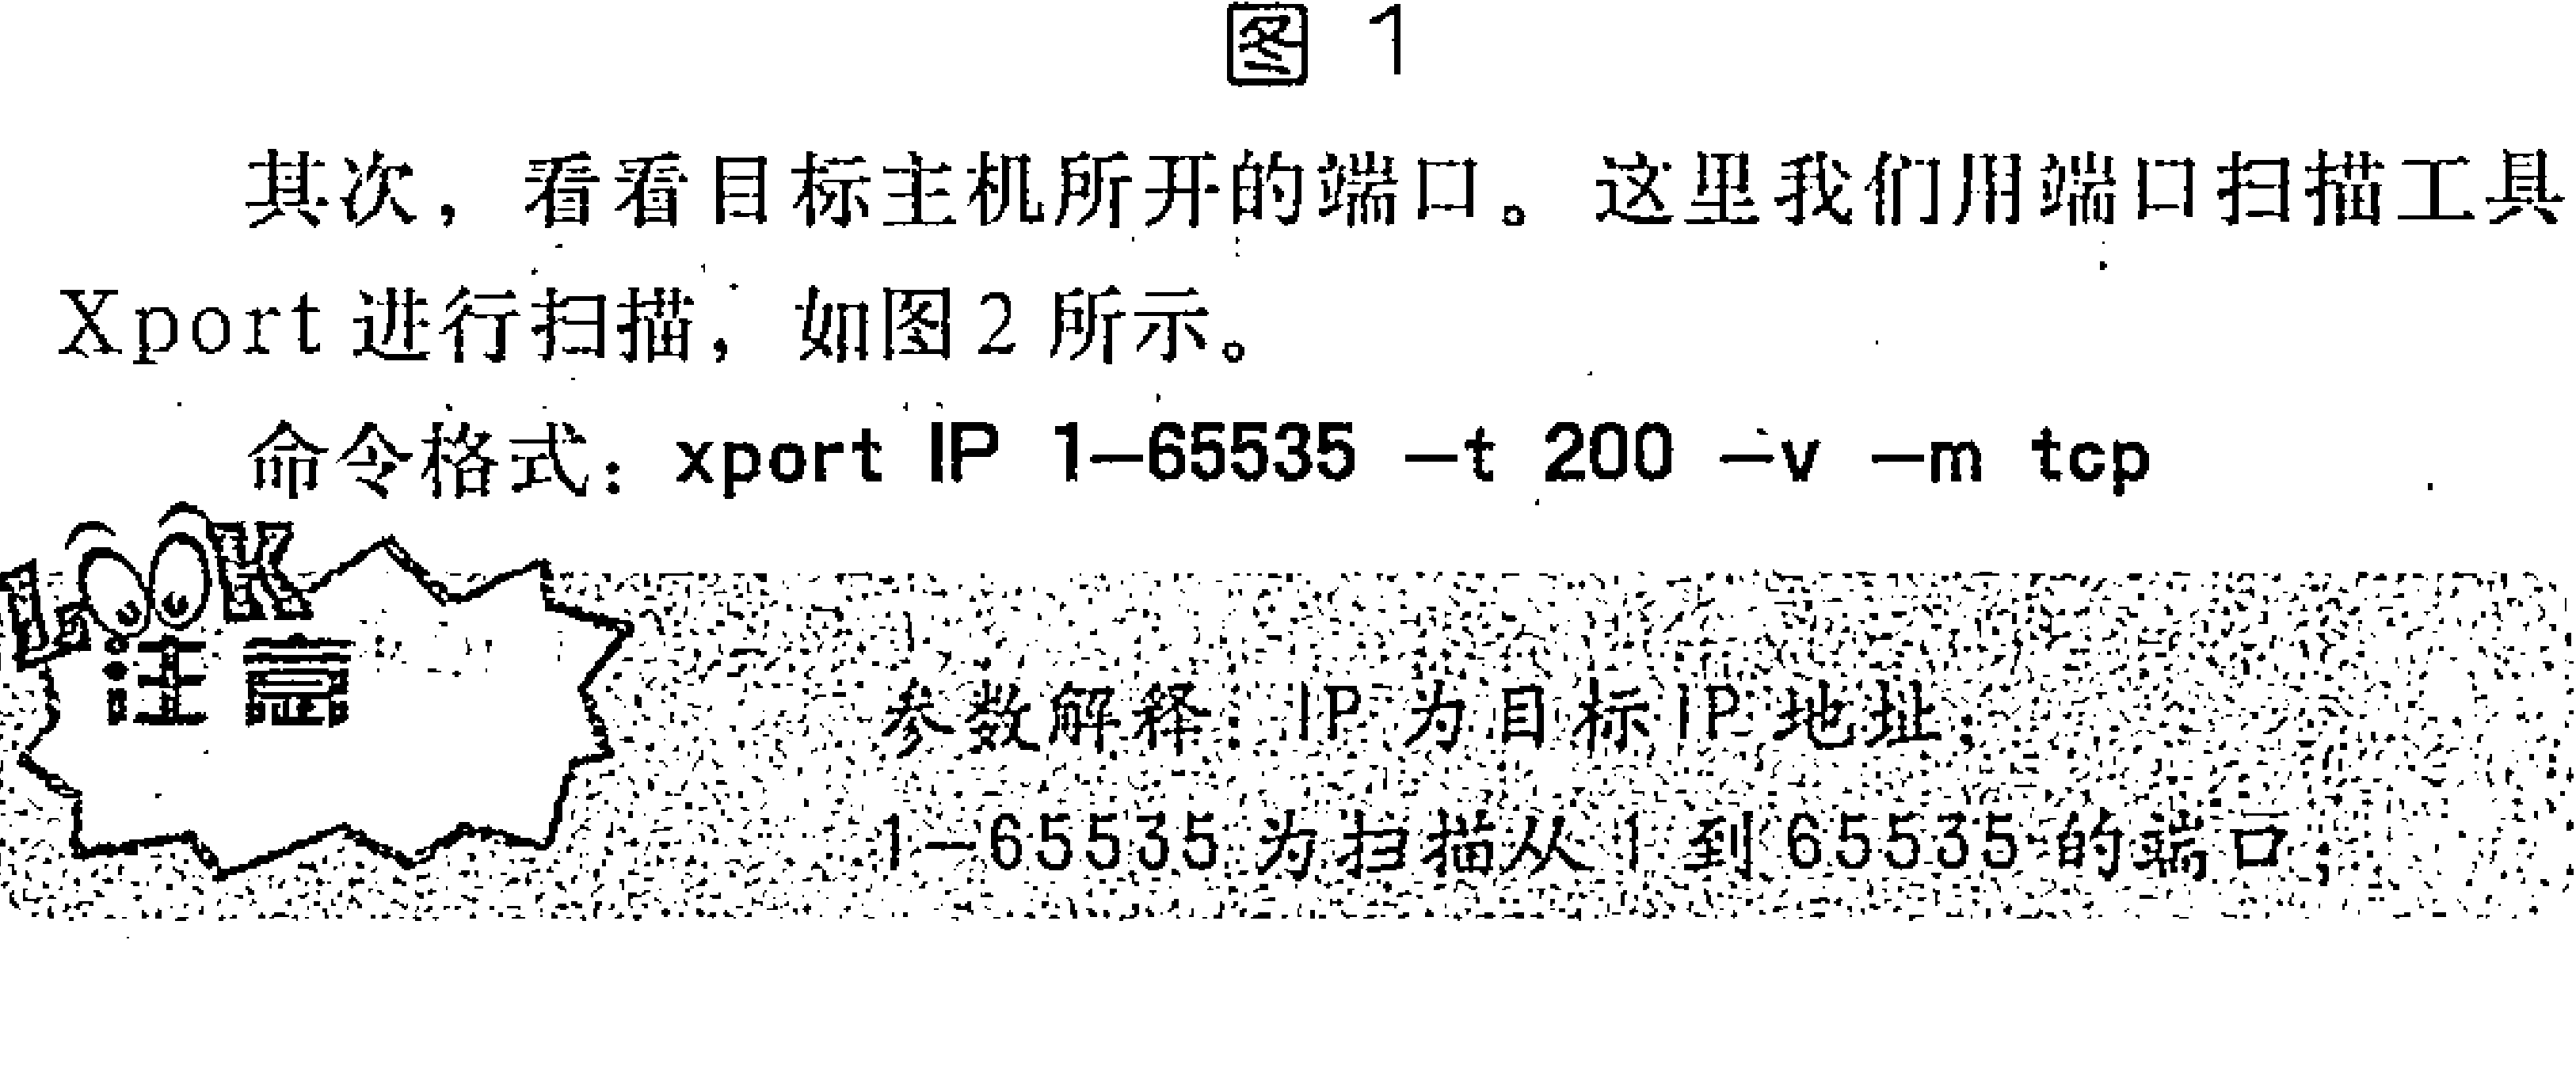 图 1
其次，看看目标主机所开的端口。这里我们用端口扫描工具
Xport 进行扫描，如图 2 所示。
命令格式：xport IP 1—65535 —t 200 —v —m tcp
LOOK
注意
参数解释：IP 为目标 IP 地址；
1—65535 为扫描从 1 到 65535 的端口；